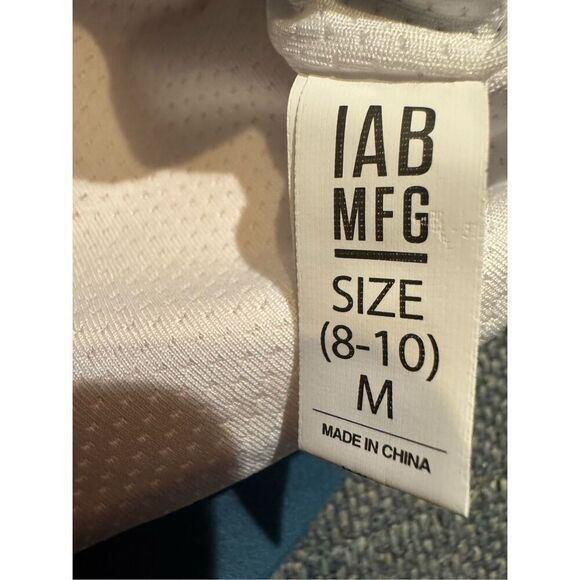 IAB
MFG
SIZE
(8-10)
M
MADE IN CHINA